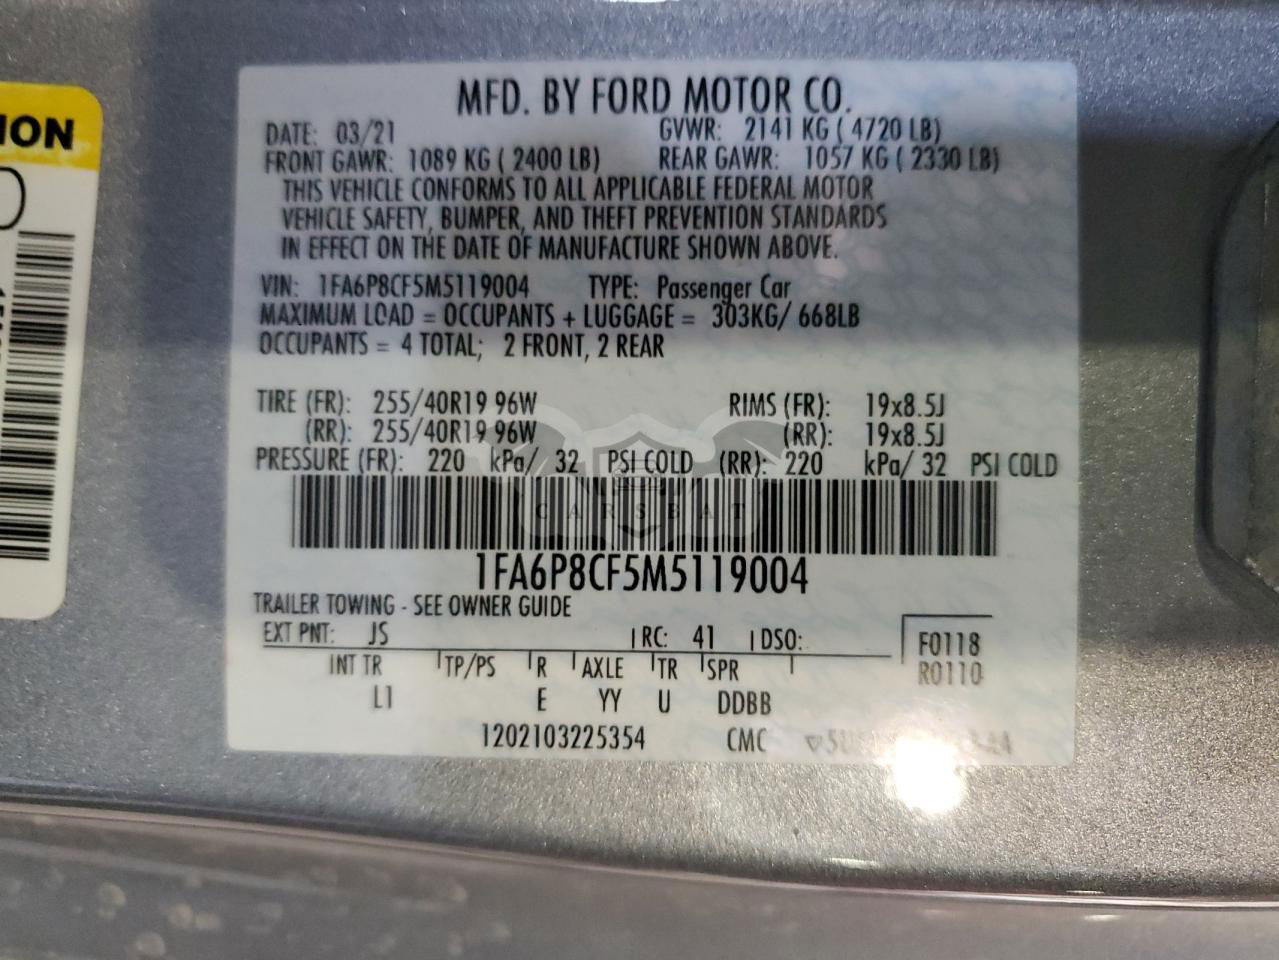 ION
MFD. BY FORD MOTOR CO.
DATE: 03/21 GVWR: 2141 KG ( 4720 LB)
FRONT GAWR: 1089 KG ( 2400 LB) REAR GAWR: 1057 KG ( 2330 LB)
THIS VEHICLE CONFORMS TO ALL APPLICABLE FEDERAL MOTOR
VEHICLE SAFETY, BUMPER, AND THEFT PREVENTION STANDARDS
IN EFFECT ON THE DATE OF MANUFACTURE SHOWN ABOVE.
VIN: 1FA6P8CF5M5119004 TYPE: Passenger Car
MAXIMUM LOAD = OCCUPANTS + LUGGAGE = 303KG/ 668LB
OCCUPANTS = 4 TOTAL; 2 FRONT, 2 REAR
TIRE (FR): 255/40R19 96W RIMS (FR): 19x8.5J
(RR): 255/40R19 96W (RR): 19x8.5J
PRESSURE (FR): 220 kPa/ 32 PSI COLD (RR): 220 kPa/ 32 PSI COLD
CARSBAT
1FA6P8CF5M5119004
TRAILER TOWING - SEE OWNER GUIDE
EXT PNT: JS RC: 41 DSO: F0118
INT TR TP/PS R AXLE TR SPR R0110
L1 E YY U DDBB
1202103225354 CMC